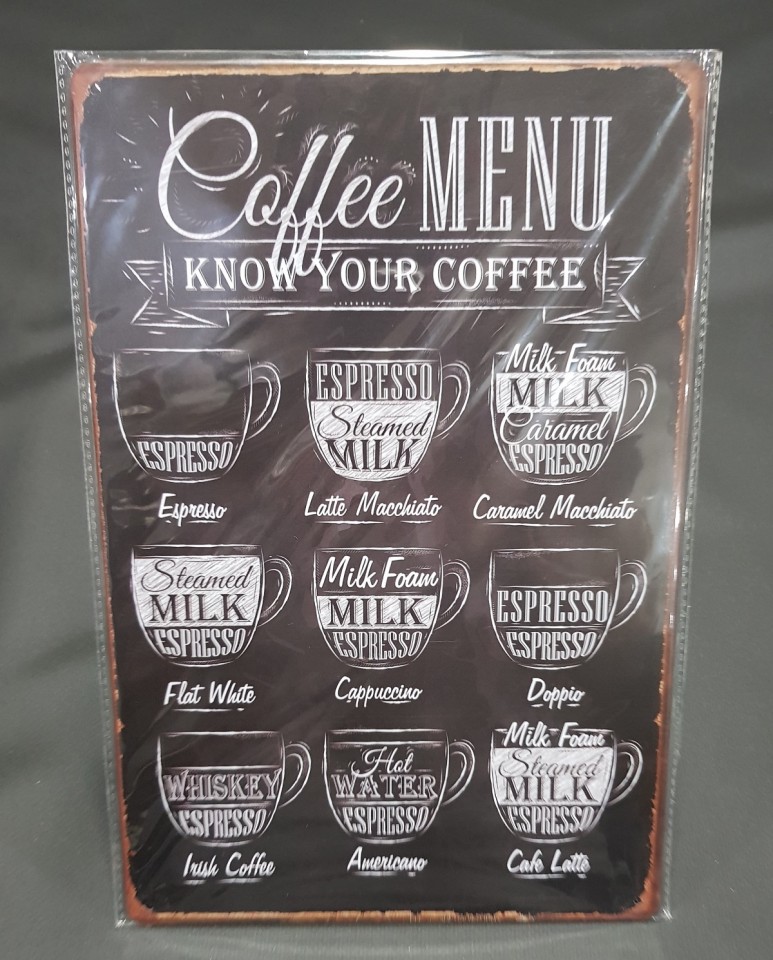 Coffee MENU
KNOW YOUR COFFEE
ESPRESSO
Espresso
ESPRESSO
Steamed
MILK
Latte Macchiato
Milk Foam
MILK
Caramel
ESPRESSO
Caramel Macchiato
Steamed
MILK
ESPRESSO
Flat White
Milk Foam
MILK
ESPRESSO
Cappuccino
ESPRESSO
ESPRESSO
Doppio
WHISKEY
ESPRESSO
Irish Coffee
Hot
WATER
ESPRESSO
Americano
Milk Foam
Steamed
MILK
ESPRESSO
Café Latte